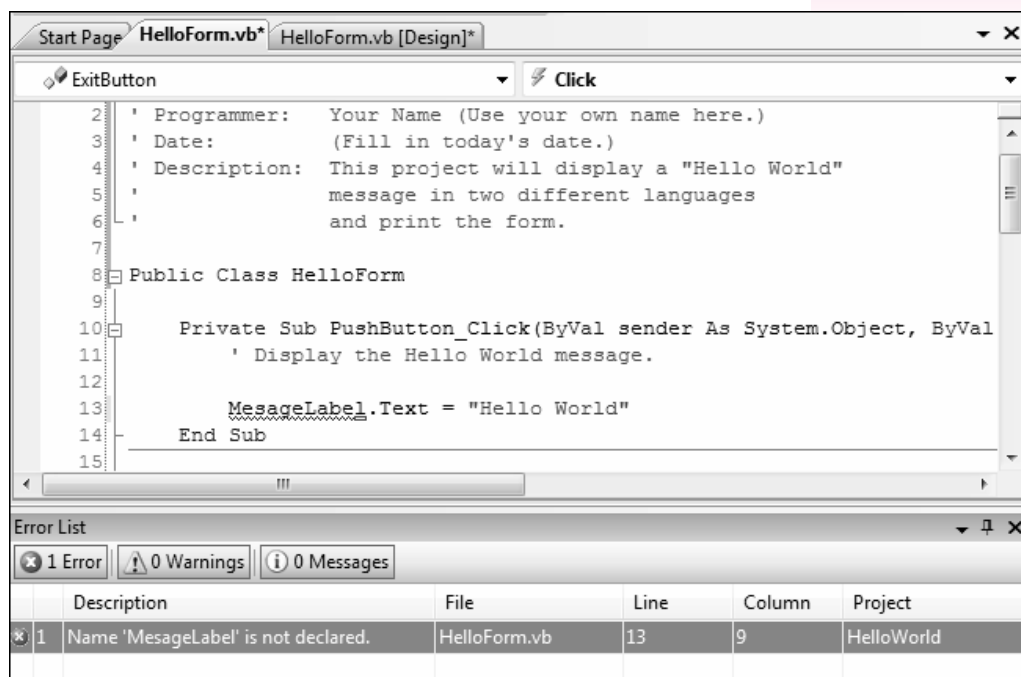 Start Page HelloForm.vb* HelloForm.vb [Design]*
ExitButton Click
2 ' Programmer: Your Name (Use your own name here.)
3 ' Date: (Fill in today's date.)
4 ' Description: This project will display a "Hello World"
5 ' message in two different languages
6 ' and print the form.
7
8 Public Class HelloForm
9
10 Private Sub PushButton_Click(ByVal sender As System.Object, ByVal
11 ' Display the Hello World message.
12
13 MesageLabel.Text = "Hello World"
14 End Sub
15
Error List
1 Error 0 Warnings 0 Messages
Description File Line Column Project
1 Name 'MesageLabel' is not declared. HelloForm.vb 13 9 HelloWorld